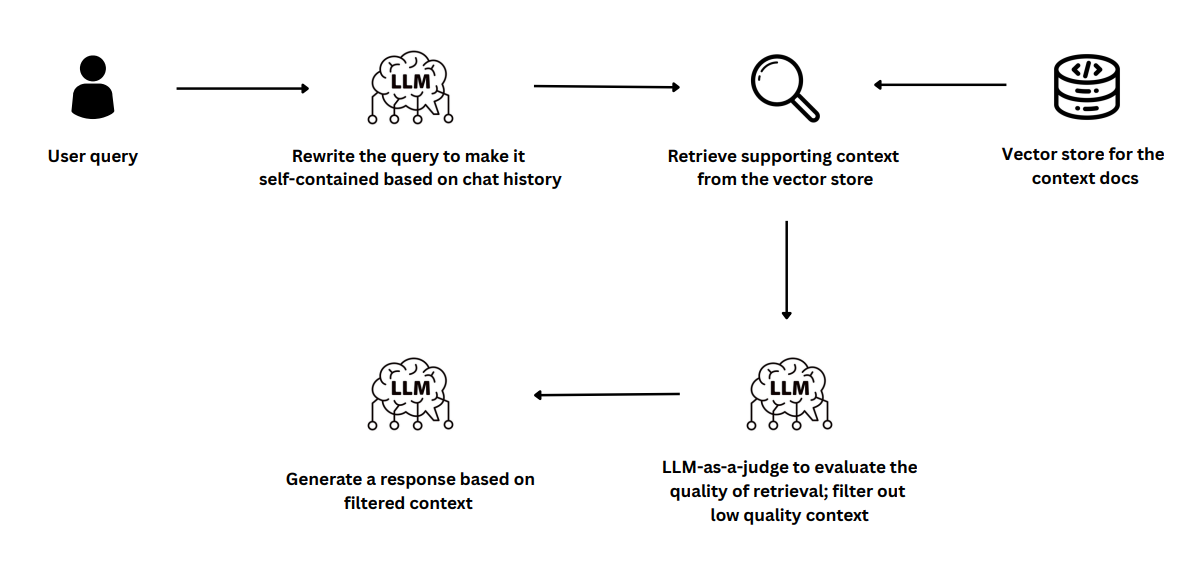 LLM
User query
Rewrite the query to make it
self-contained based on chat history
Retrieve supporting context
from the vector store
</>
Vector store for the
context docs
LLM
Generate a response based on
filtered context
LLM
LLM-as-a-judge to evaluate the
quality of retrieval; filter out
low quality context